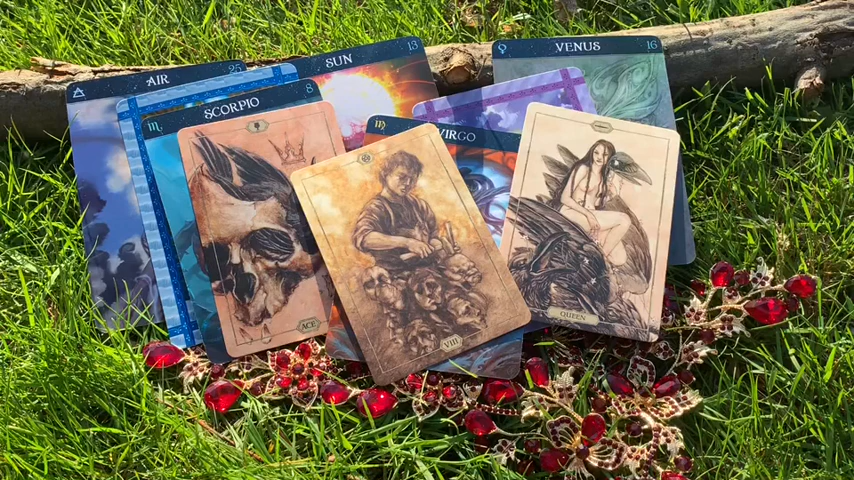 AIR
25
SUN
13
VENUS
16
SCORPIO
8
VIRGO
ACE
VIII
QUEEN